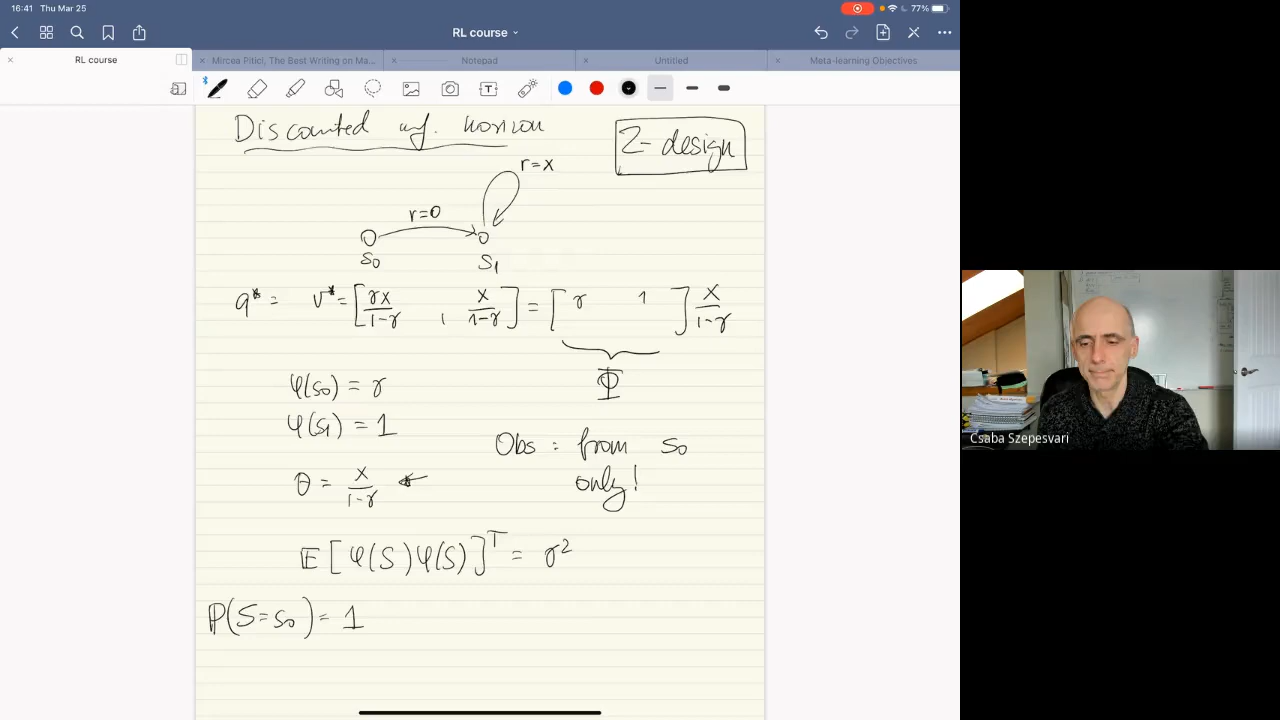 16:41 Thu Mar 25
77%
RL course
RL course
Mircea Pitici, The Best Writing on Ma...
Notepad
Untitled
Meta-learning Objectives
Discounted inf. horizon
Z-design
r=x
r=0
s₀
s₁
q* = v* = [ γx/(1-γ) , x/(1-γ) ] = [ γ 1 ] x/(1-γ)
Φ
φ(s₀) = γ
φ(s₁) = 1
Obs: from s₀
only!
θ = x/(1-γ) ←
𝔼[φ(S)φ(S)]ᵀ = γ²
ℙ(S=s₀) = 1
Csaba Szepesvari